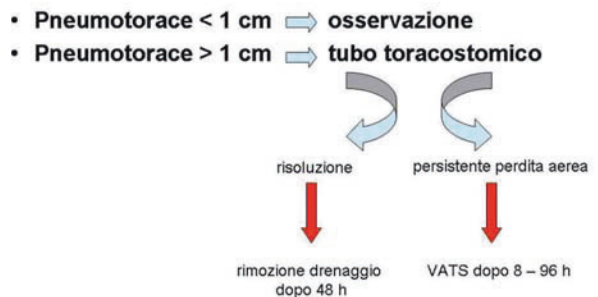 • Pneumotorace < 1 cm osservazione
• Pneumotorace > 1 cm tubo toracostomico
risoluzione persistente perdita aerea
rimozione drenaggio VATS dopo 8 – 96 h
dopo 48 h